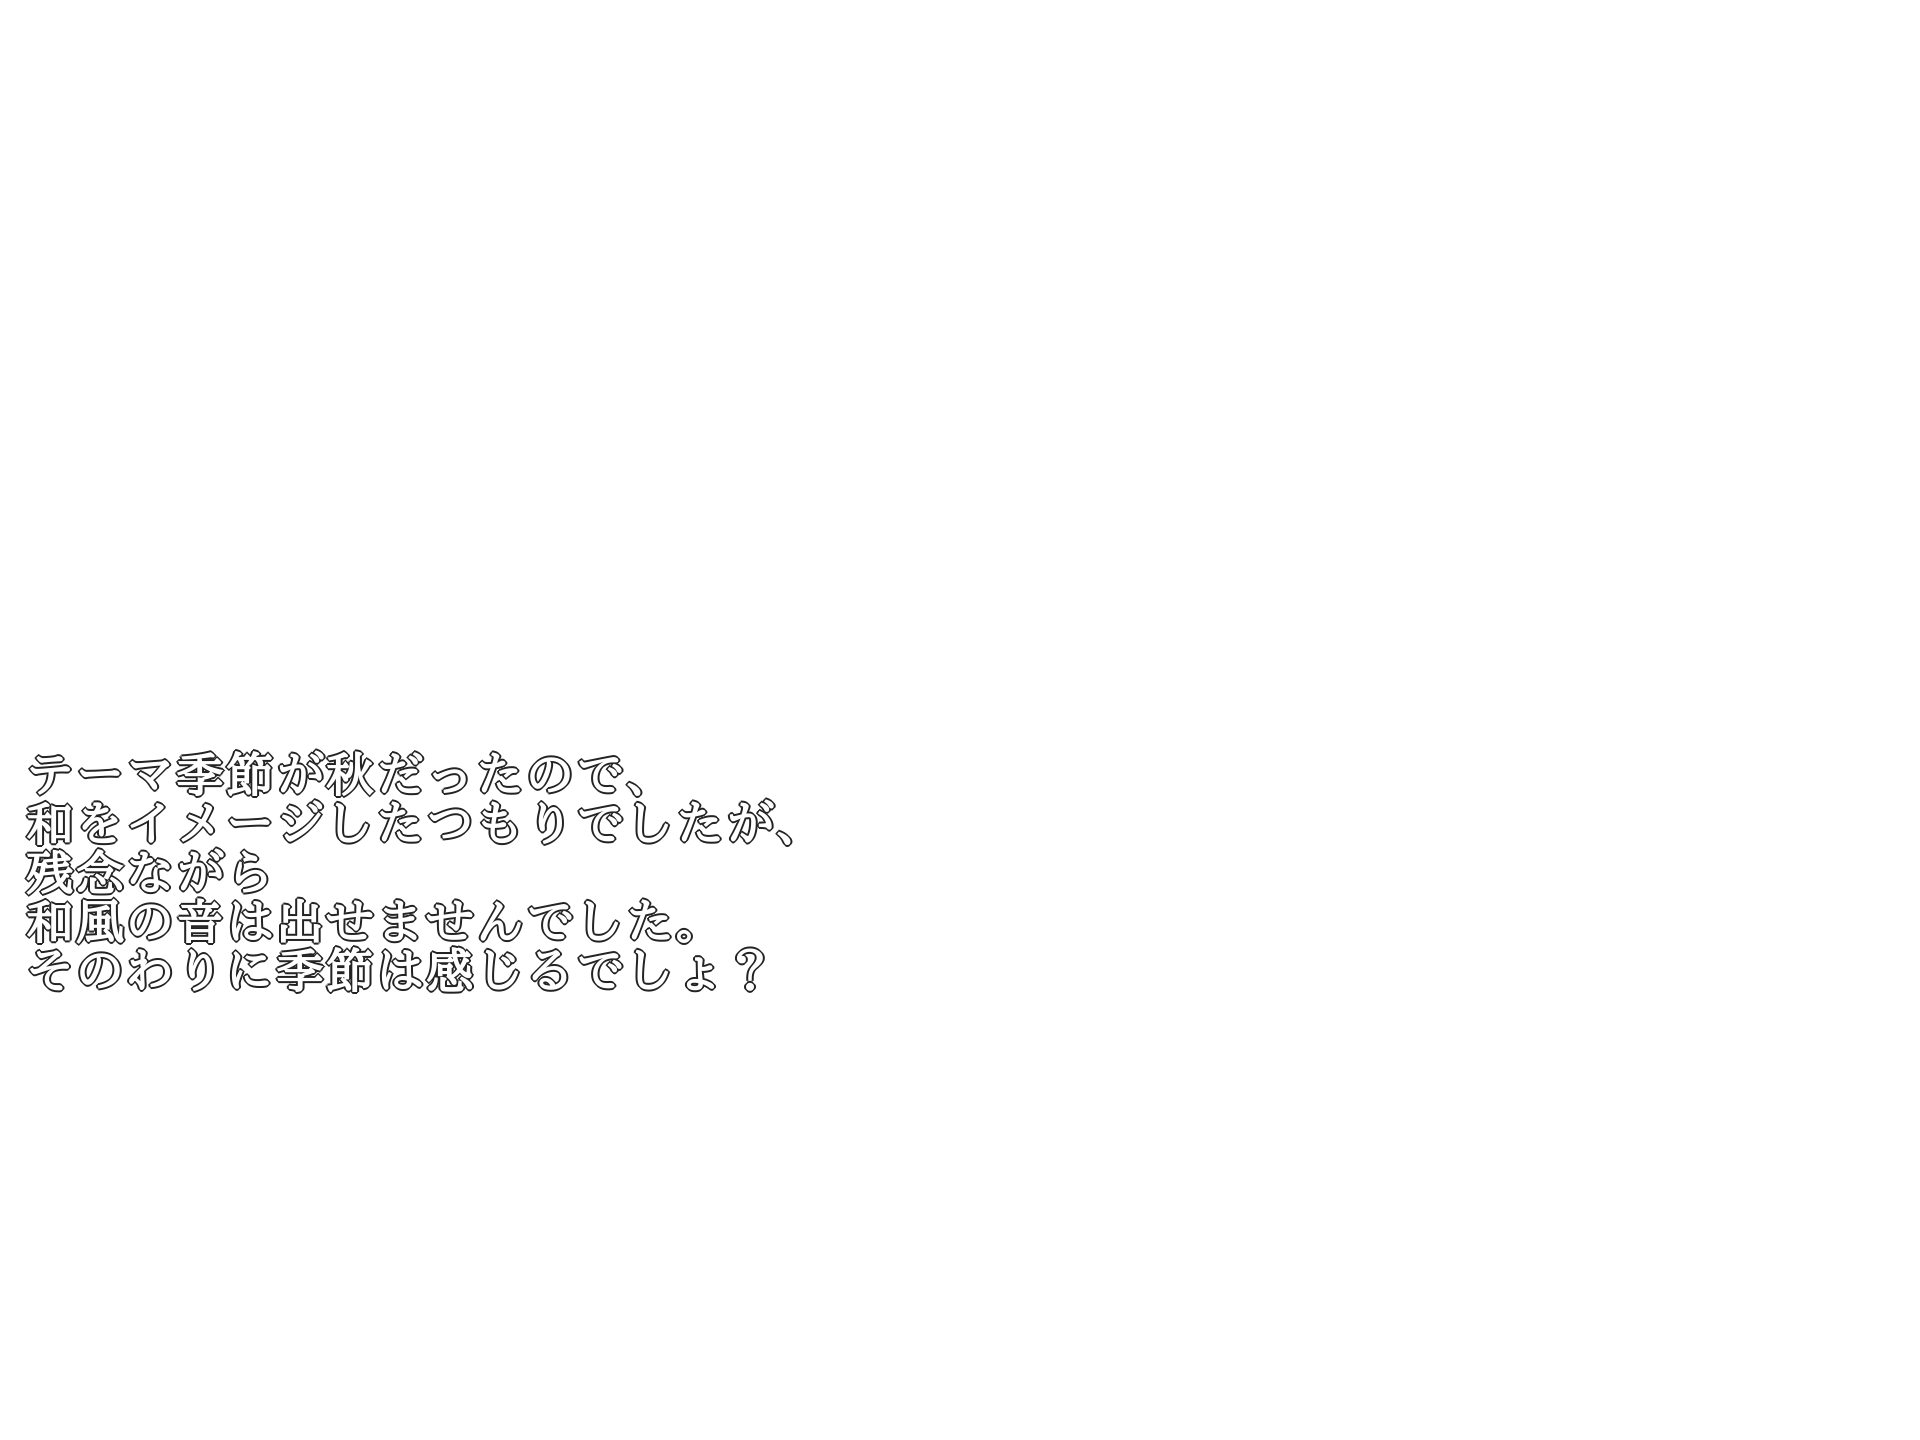 テーマ季節が秋だったので、
和をイメージしたつもりでしたが、
残念ながら
和風の音は出せませんでした。
そのわりに季節は感じるでしょ？